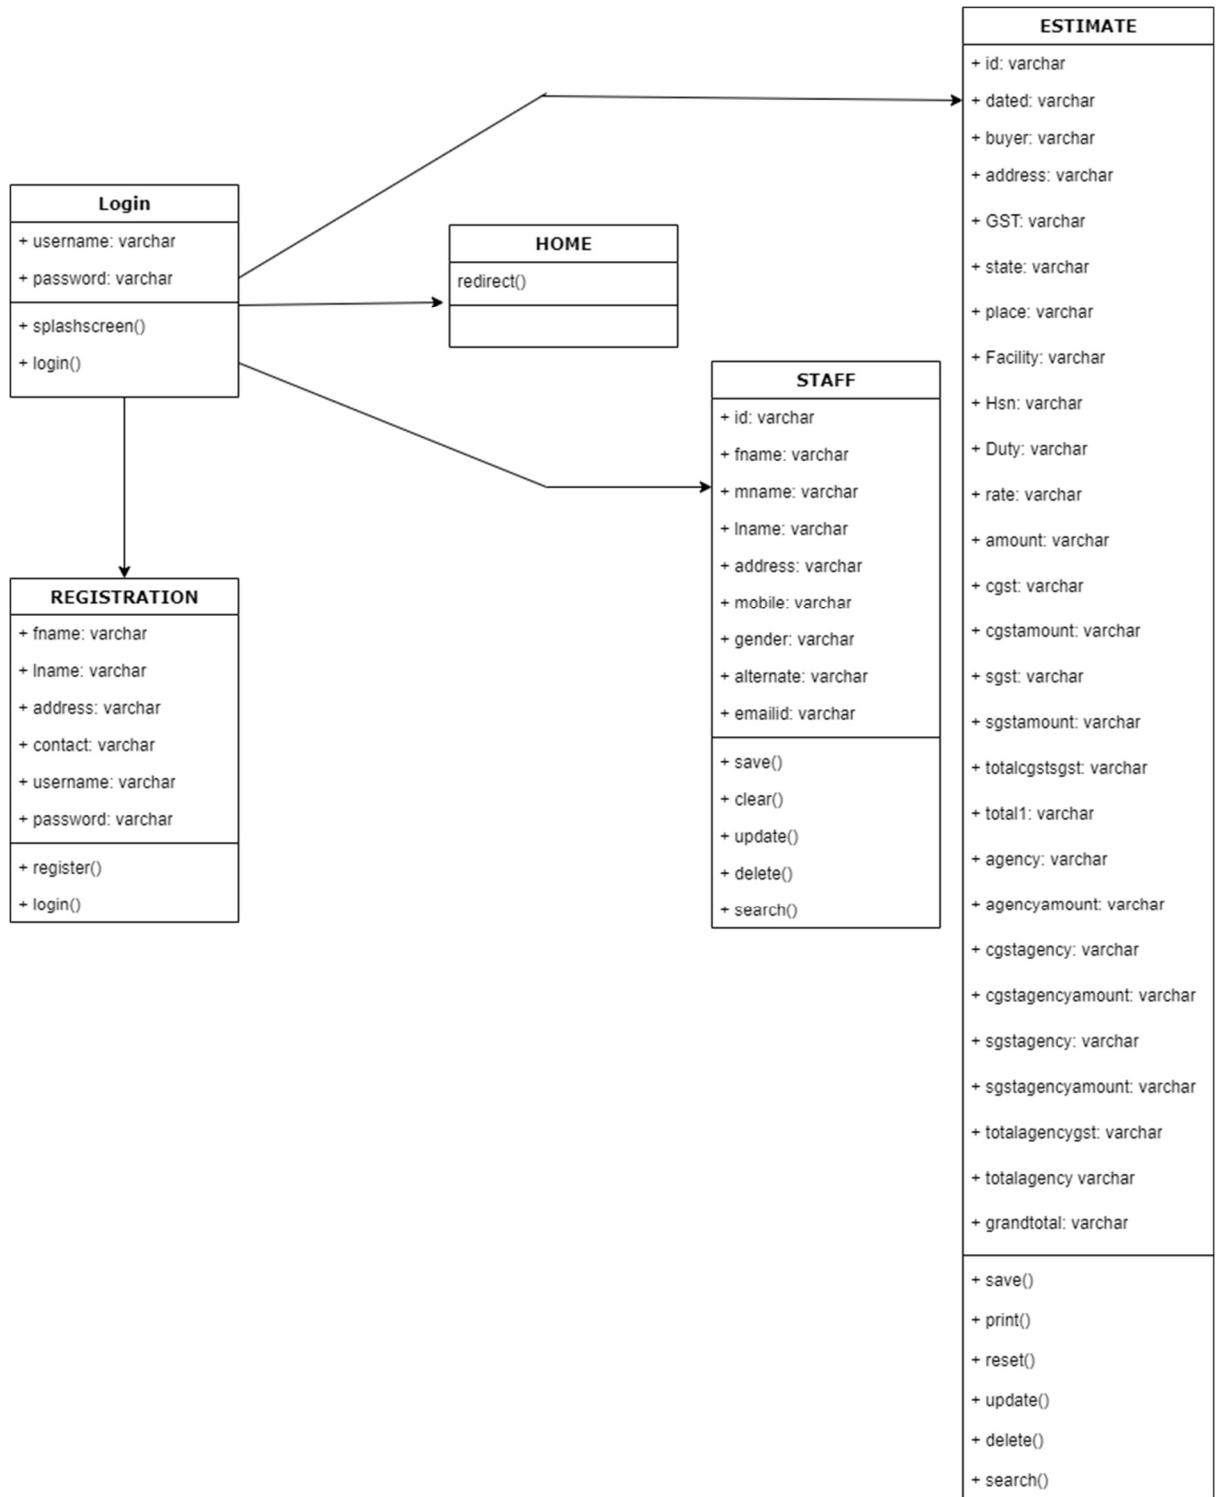 Login
+ username: varchar
+ password: varchar
+ splashscreen()
+ login()
REGISTRATION
+ fname: varchar
+ lname: varchar
+ address: varchar
+ contact: varchar
+ username: varchar
+ password: varchar
+ register()
+ login()
HOME
redirect()
STAFF
+ id: varchar
+ fname: varchar
+ mname: varchar
+ lname: varchar
+ address: varchar
+ mobile: varchar
+ gender: varchar
+ alternate: varchar
+ emailid: varchar
+ save()
+ clear()
+ update()
+ delete()
+ search()
ESTIMATE
+ id: varchar
+ dated: varchar
+ buyer: varchar
+ address: varchar
+ GST: varchar
+ state: varchar
+ place: varchar
+ Facility: varchar
+ Hsn: varchar
+ Duty: varchar
+ rate: varchar
+ amount: varchar
+ cgst: varchar
+ cgstamount: varchar
+ sgst: varchar
+ sgstamount: varchar
+ totalcgstsgst: varchar
+ total1: varchar
+ agency: varchar
+ agencyamount: varchar
+ cgstagency: varchar
+ cgstagencyamount: varchar
+ sgstagency: varchar
+ sgstagencyamount: varchar
+ totalagencygst: varchar
+ totalagency varchar
+ grandtotal: varchar
+ save()
+ print()
+ reset()
+ update()
+ delete()
+ search()